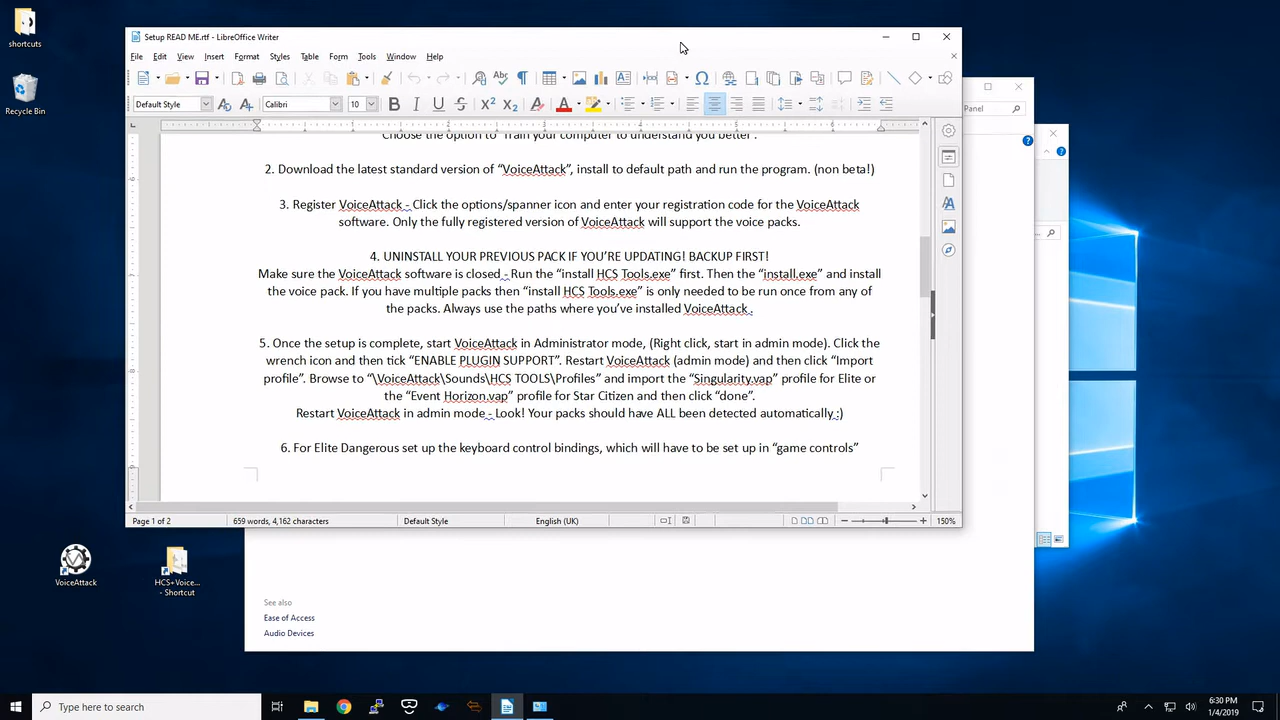 shortcuts
Recycle Bin
Setup READ ME.rtf - LibreOffice Writer
File Edit View Insert Format Styles Table Form Tools Window Help
Default Style Calibri 10
Panel
Choose the option to "Train your computer to understand you better".
2. Download the latest standard version of “VoiceAttack”, install to default path and run the program. (non beta!)
3. Register VoiceAttack - Click the options/spanner icon and enter your registration code for the VoiceAttack
software. Only the fully registered version of VoiceAttack will support the voice packs.
4. UNINSTALL YOUR PREVIOUS PACK IF YOU’RE UPDATING! BACKUP FIRST!
Make sure the VoiceAttack software is closed - Run the “install HCS Tools.exe” first. Then the “install.exe” and install
the voice pack. If you have multiple packs then “install HCS Tools.exe” is only needed to be run once from any of
the packs. Always use the paths where you’ve installed VoiceAttack .
5. Once the setup is complete, start VoiceAttack in Administrator mode, (Right click, start in admin mode). Click the
wrench icon and then tick “ENABLE PLUGIN SUPPORT”. Restart VoiceAttack (admin mode) and then click “Import
profile”. Browse to “\VoiceAttack\Sounds\HCS TOOLS\Profiles” and import the “Singularity.vap” profile for Elite or
the “Event Horizon.vap” profile for Star Citizen and then click “done”.
Restart VoiceAttack in admin mode - Look! Your packs should have ALL been detected automatically :)
6. For Elite Dangerous set up the keyboard control bindings, which will have to be set up in “game controls”
Page 1 of 2 659 words, 4,162 characters Default Style English (UK) 150%
VoiceAttack
HCS+Voice...
- Shortcut
See also
Ease of Access
Audio Devices
Type here to search
6:30 PM
1/4/2019